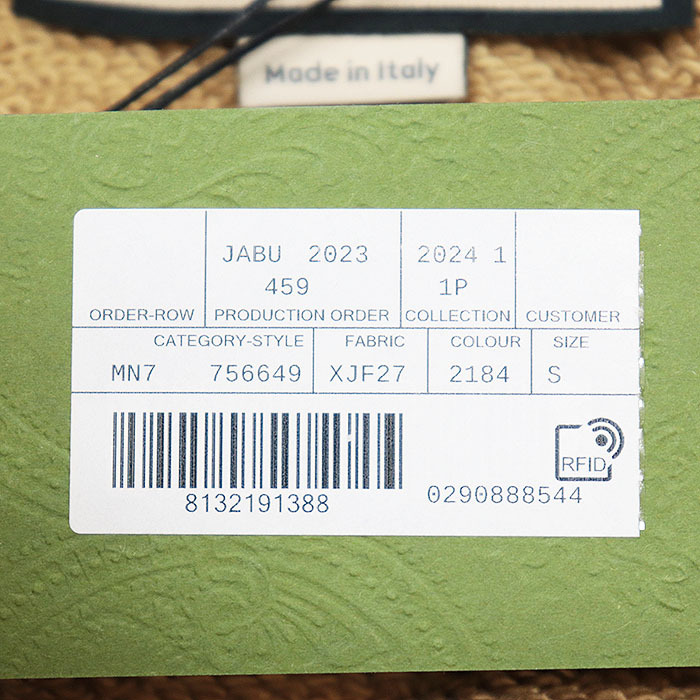 Made in Italy
JABU 2023 2024 1
459 1P
ORDER-ROW PRODUCTION ORDER COLLECTION CUSTOMER
CATEGORY-STYLE FABRIC COLOUR SIZE
MN7 756649 XJF27 2184 S
RFID
8132191388 0290888544